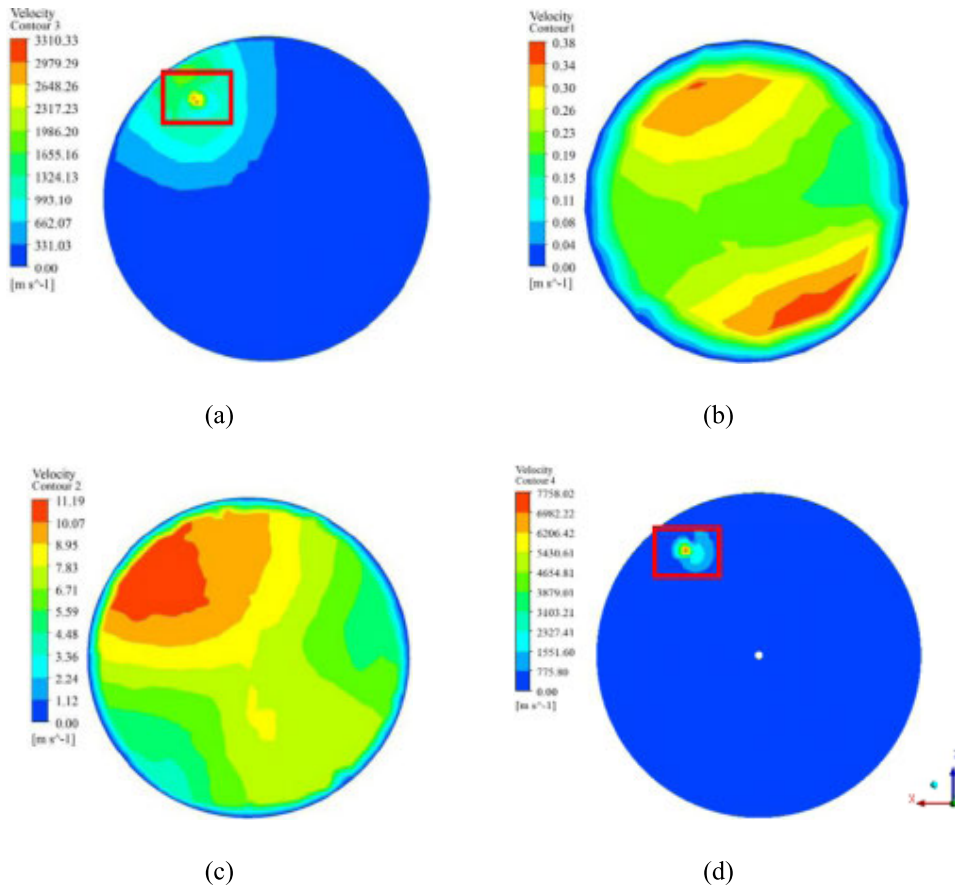 Velocity
Contour 3
3310.33
2979.29
2648.26
2317.23
1986.20
1655.16
1324.13
993.10
662.07
331.03
0.00
[m s^-1]
Velocity
Contour1
0.38
0.34
0.30
0.26
0.23
0.19
0.15
0.11
0.08
0.04
0.00
[m s^-1]
(a)
(b)
Velocity
Contour 2
11.19
10.07
8.95
7.83
6.71
5.59
4.48
3.36
2.24
1.12
0.00
[m s^-1]
Velocity
Contour 4
7758.02
6982.22
6206.42
5430.61
4654.81
3879.01
3103.21
2327.41
1551.60
775.80
0.00
[m s^-1]
X
(c)
(d)